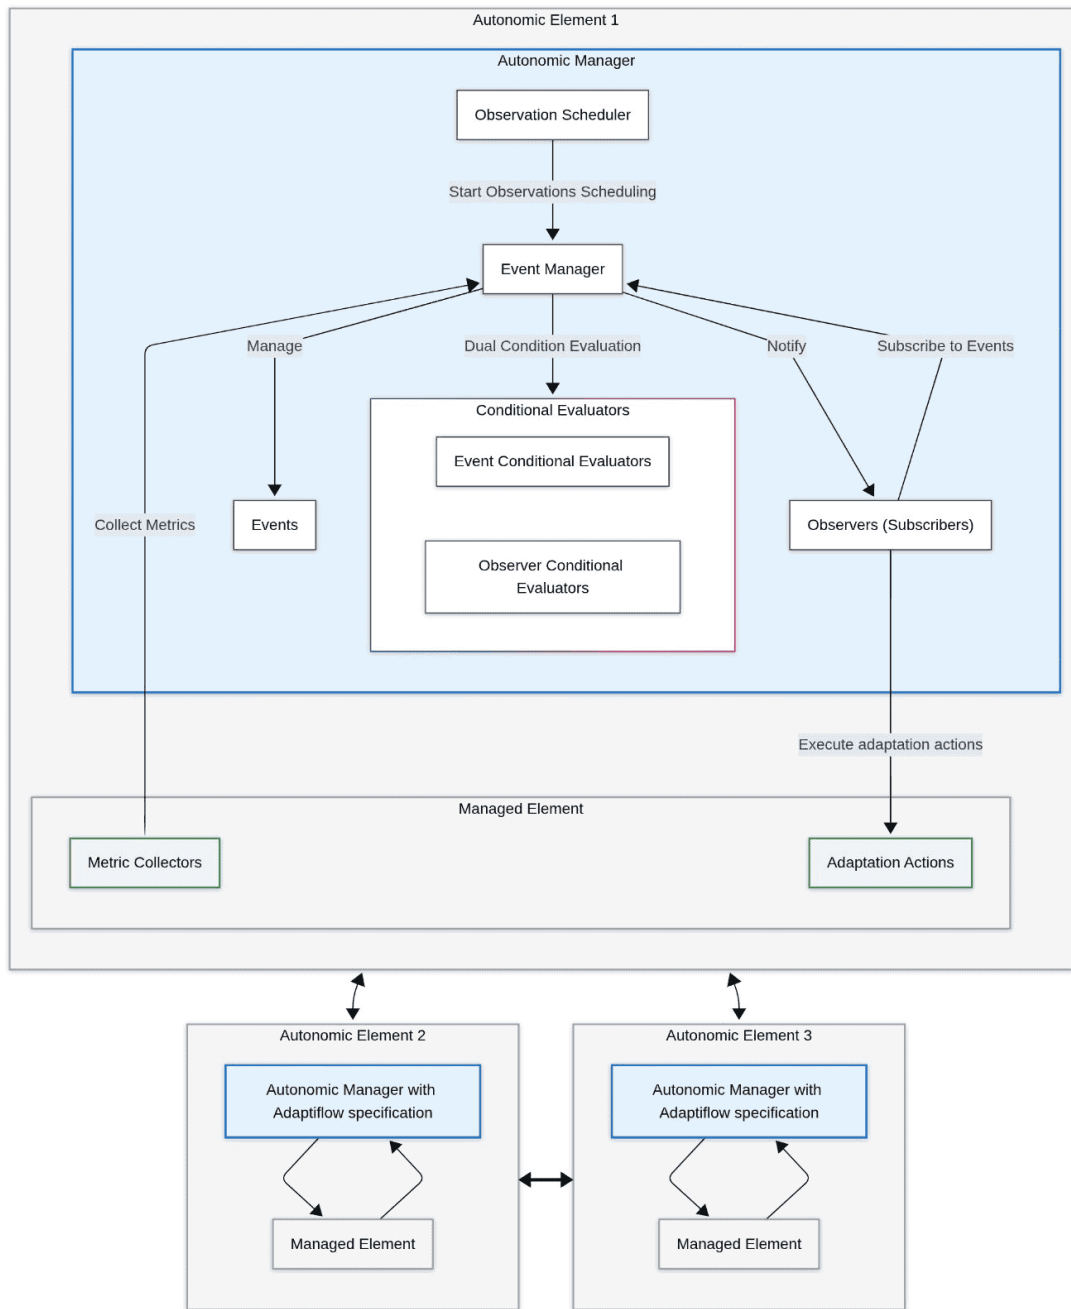 Autonomic Element 1
Autonomic Manager
Observation Scheduler
Start Observations Scheduling
Event Manager
Manage
Dual Condition Evaluation
Notify
Subscribe to Events
Conditional Evaluators
Event Conditional Evaluators
Collect Metrics
Events
Observers (Subscribers)
Observer Conditional
Evaluators
Execute adaptation actions
Managed Element
Metric Collectors
Adaptation Actions
Autonomic Element 2
Autonomic Manager with
Adaptiflow specification
Managed Element
Autonomic Element 3
Autonomic Manager with
Adaptiflow specification
Managed Element